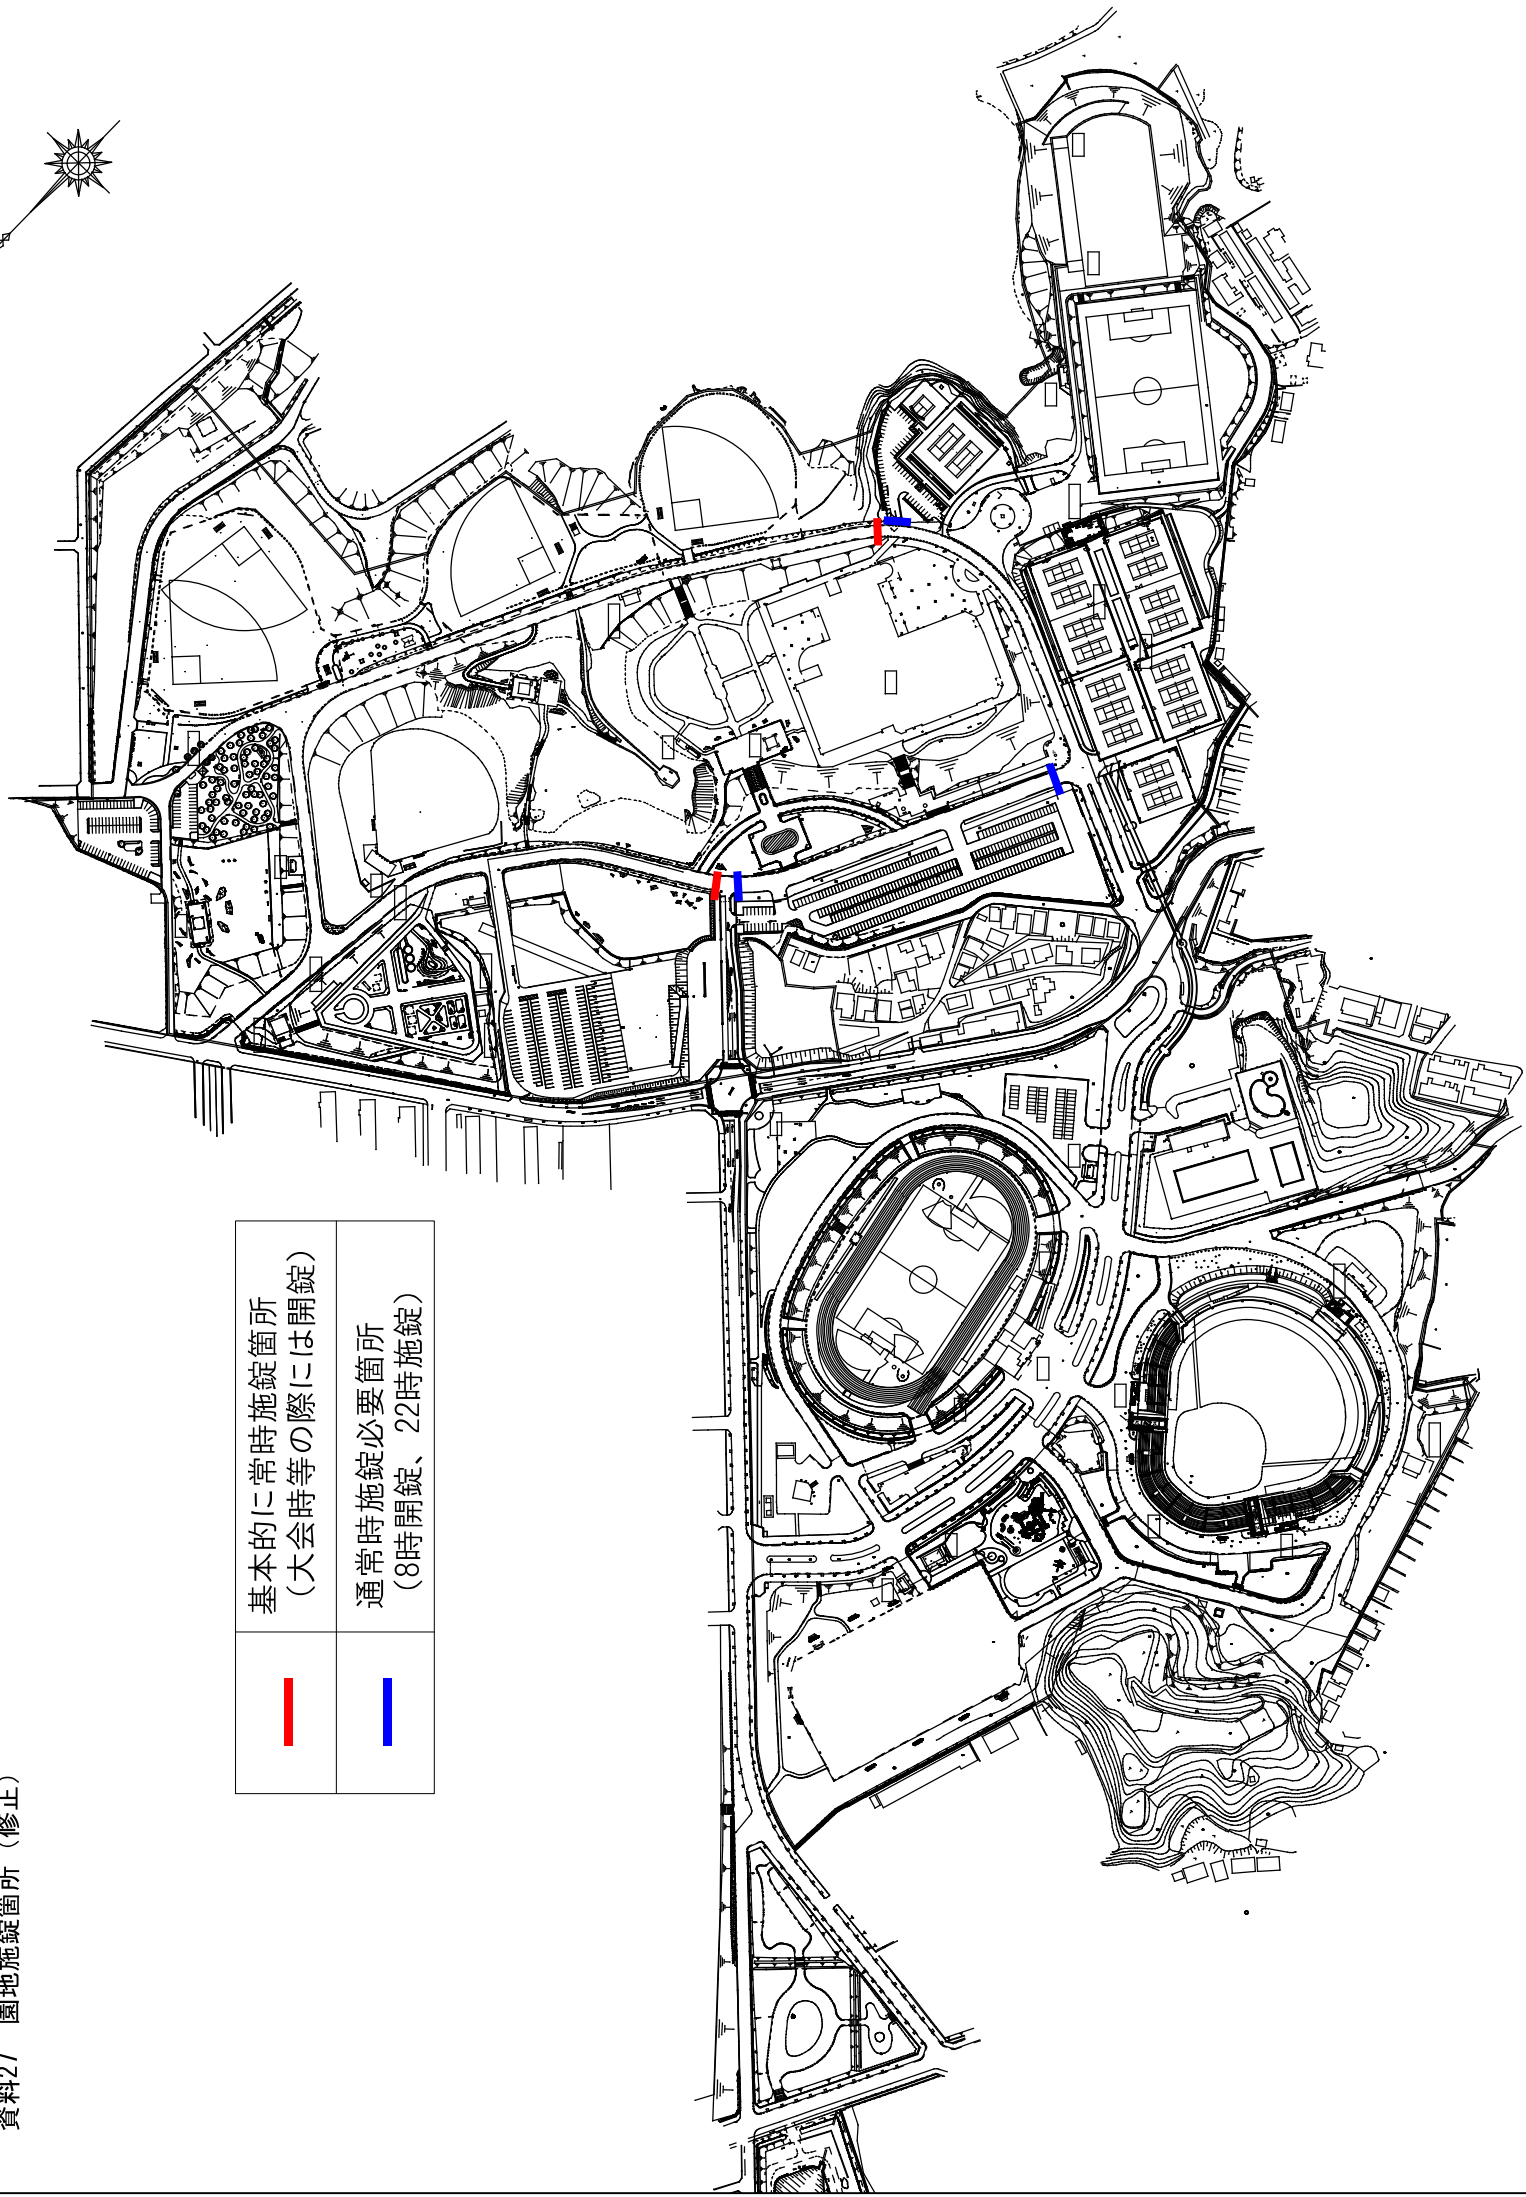 資料27　園地施錠箇所（修正）
基本的に常時施錠箇所
（大会時等の際には開錠）
通常時施錠必要箇所
（8時開錠、22時施錠）